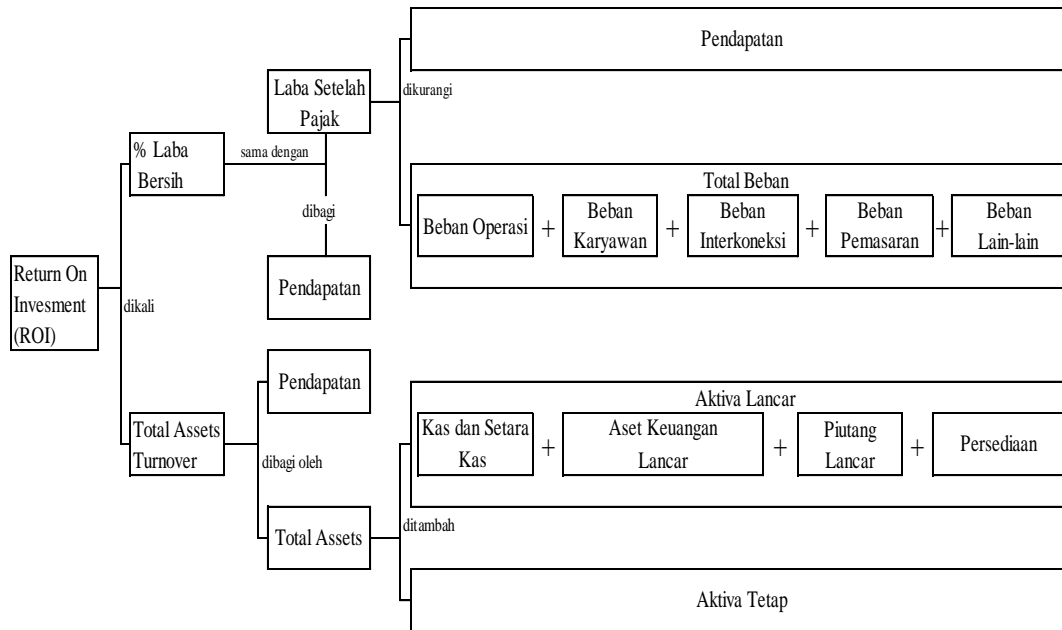 Pendapatan
Laba Setelah
Pajak
dikurangi
% Laba
Bersih
sama dengan
dibagi
Total Beban
Beban Operasi + Beban
Karyawan + Beban
Interkoneksi + Beban
Pemasaran + Beban
Lain-lain
Pendapatan
Return On
Invesment
(ROI)
dikali
Pendapatan
Total Assets
Turnover
dibagi oleh
Aktiva Lancar
Kas dan Setara
Kas + Aset Keuangan
Lancar + Piutang
Lancar + Persediaan
Total Assets
ditambah
Aktiva Tetap